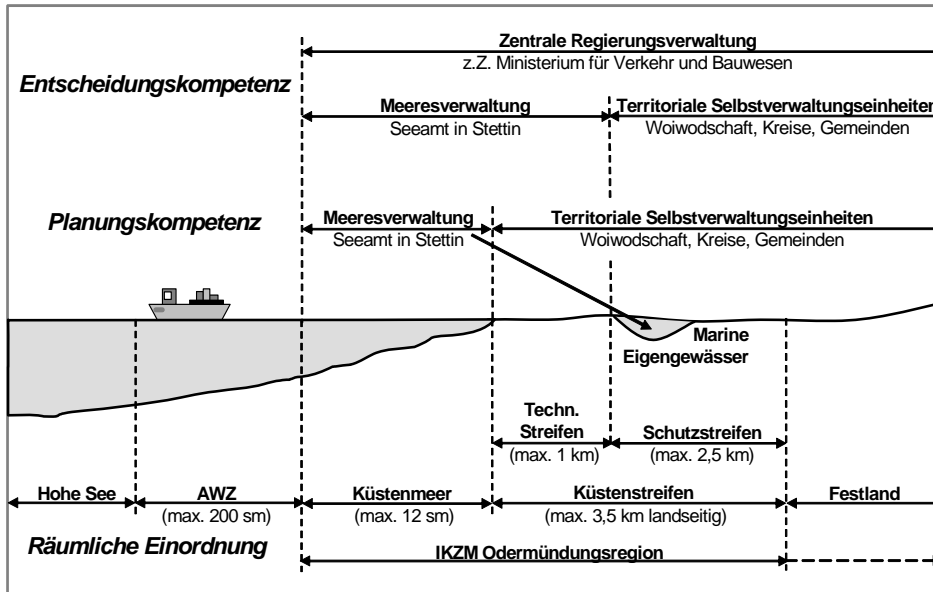 Zentrale Regierungsverwaltung
z.Z. Ministerium für Verkehr und Bauwesen
Entscheidungskompetenz
Meeresverwaltung
Seeamt in Stettin
Territoriale Selbstverwaltungseinheiten
Woiwodschaft, Kreise, Gemeinden
Planungskompetenz
Meeresverwaltung
Seeamt in Stettin
Territoriale Selbstverwaltungseinheiten
Woiwodschaft, Kreise, Gemeinden
Marine
Eigengewässer
Techn.
Streifen
(max. 1 km)
Schutzstreifen
(max. 2,5 km)
Hohe See
AWZ
(max. 200 sm)
Küstenmeer
(max. 12 sm)
Küstenstreifen
(max. 3,5 km landseitig)
Festland
Räumliche Einordnung
IKZM Odermündungsregion